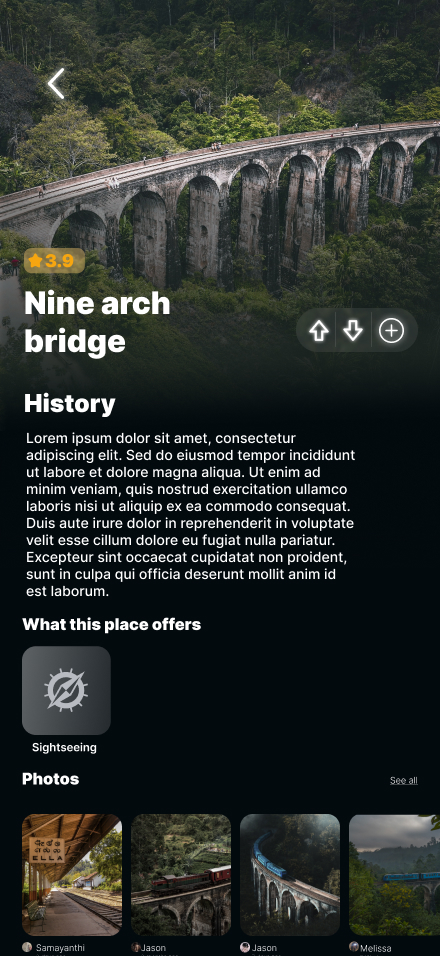 3.9
Nine arch
bridge
History
Lorem ipsum dolor sit amet, consectetur
adipiscing elit. Sed do eiusmod tempor incididunt
ut labore et dolore magna aliqua. Ut enim ad
minim veniam, quis nostrud exercitation ullamco
laboris nisi ut aliquip ex ea commodo consequat.
Duis aute irure dolor in reprehenderit in voluptate
velit esse cillum dolore eu fugiat nulla pariatur.
Excepteur sint occaecat cupidatat non proident,
sunt in culpa qui officia deserunt mollit anim id
est laborum.
What this place offers
Sightseeing
Photos
See all
ELLA
Samayanthi
Jason
Jason
Melissa